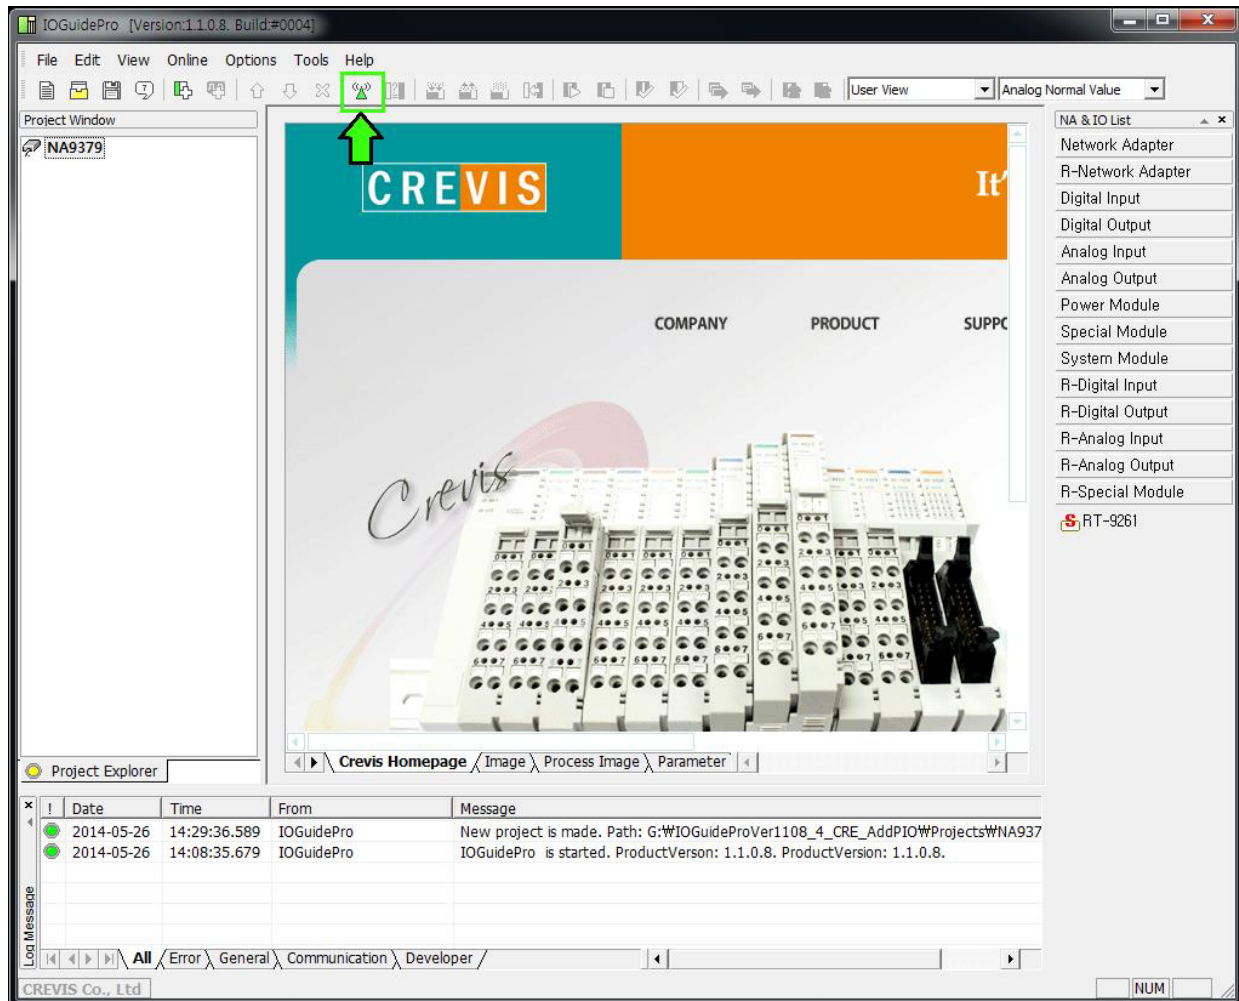 IOGuidePro [Version:1.1.0.8. Build:#0004]
File Edit View Online Options Tools Help
User View
Analog Normal Value
Project Window
NA9379
Project Explorer
CREVIS
It'
COMPANY PRODUCT SUPPC
Crevis
Crevis Homepage Image Process Image Parameter
NA & IO List
Network Adapter
R-Network Adapter
Digital Input
Digital Output
Analog Input
Analog Output
Power Module
Special Module
System Module
R-Digital Input
R-Digital Output
R-Analog Input
R-Analog Output
R-Special Module
RT-9261
! Date Time From Message
2014-05-26 14:29:36.589 IOGuidePro New project is made. Path: G:₩IOGuideProVer1108_4_CRE_AddPIO₩Projects₩NA937
2014-05-26 14:08:35.679 IOGuidePro IOGuidePro is started. ProductVerson: 1.1.0.8. ProductVersion: 1.1.0.8.
Log Message
All Error General Communication Developer
CREVIS Co., Ltd
NUM